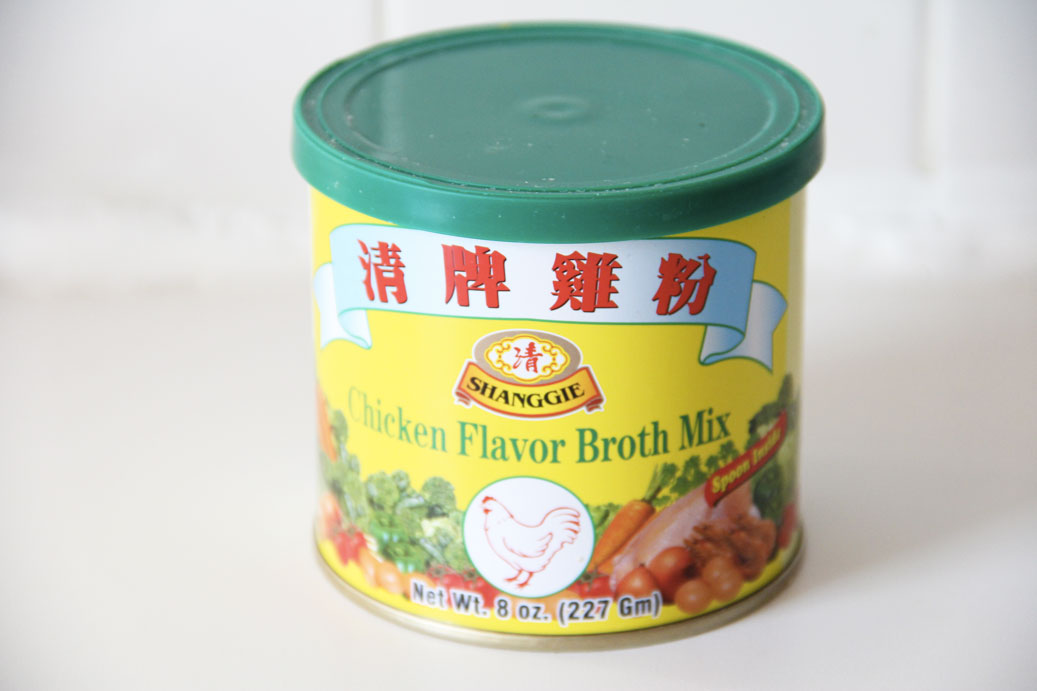 清牌雞粉
清
SHANGGIE
Chicken Flavor Broth Mix
Spoon Inside
Net Wt. 8 oz. (227 Gm)